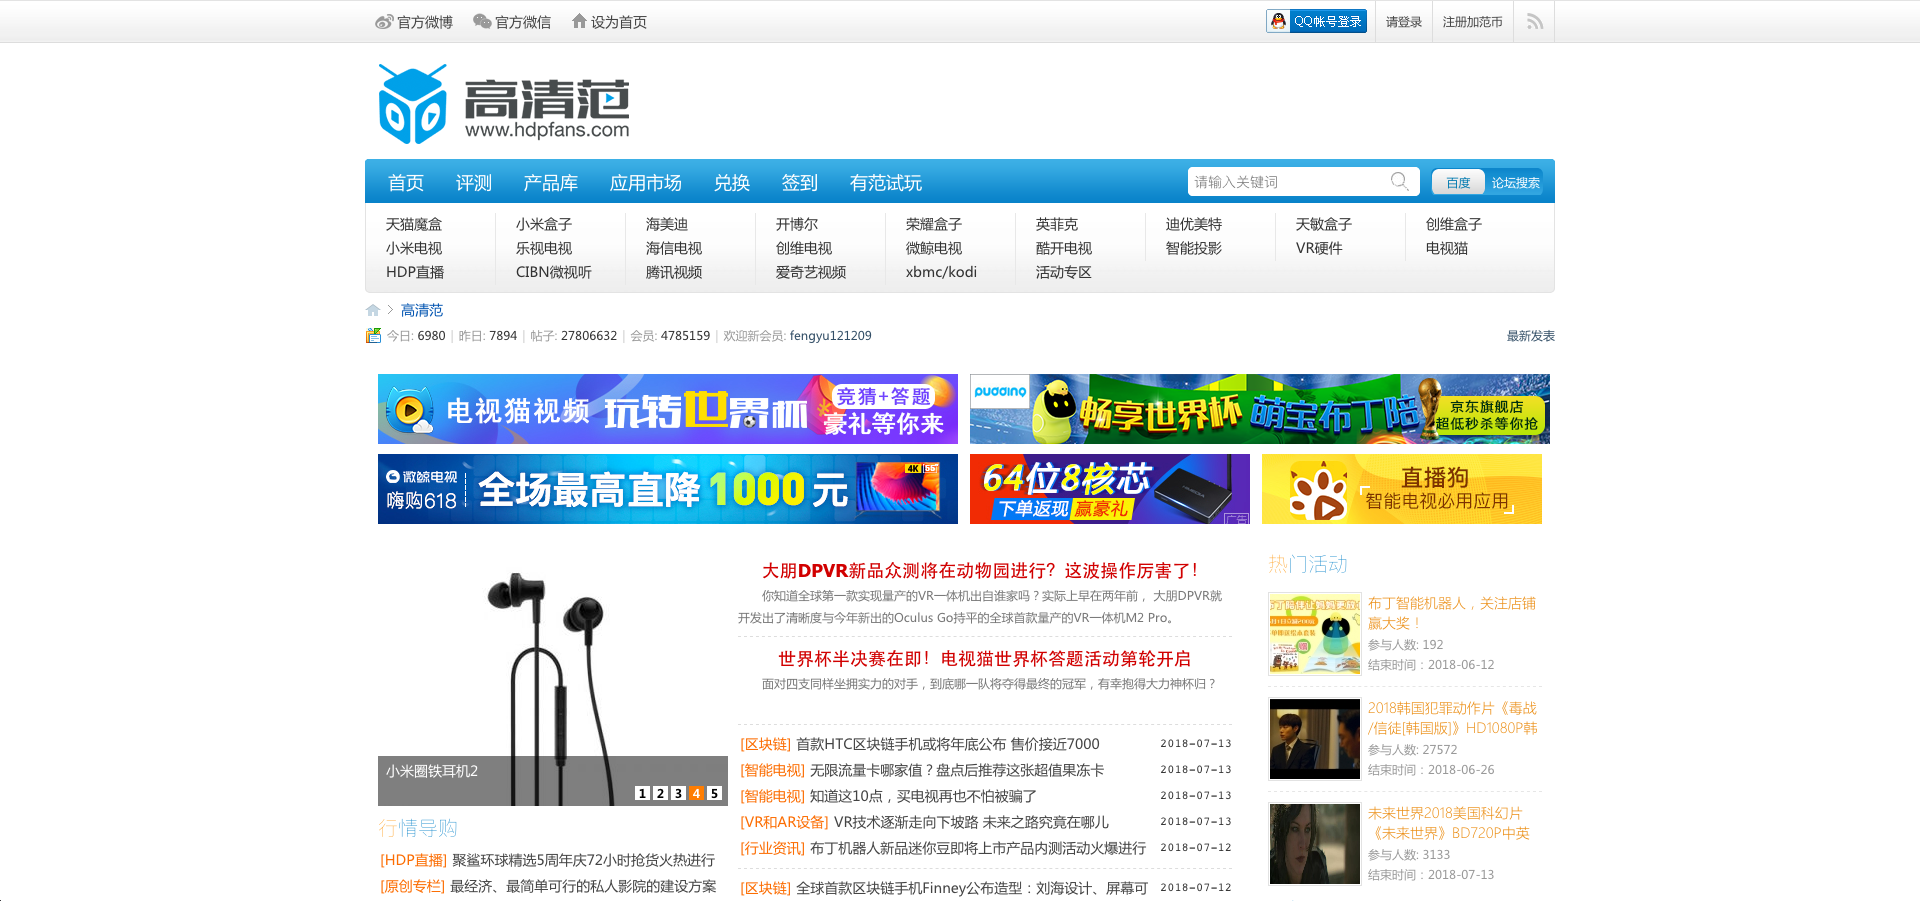 官方微博 官方微信 设为首页 QQ帐号登录 请登录 注册加范币
高清范
www.hdpfans.com
首页 评测 产品库 应用市场 兑换 签到 有范试玩 请输入关键词 百度 论坛搜索
天猫魔盒 小米盒子 海美迪 开博尔 荣耀盒子 英菲克 迪优美特 天敏盒子 创维盒子
小米电视 乐视电视 海信电视 创维电视 微鲸电视 酷开电视 智能投影 VR硬件 电视猫
HDP直播 CIBN微视听 腾讯视频 爱奇艺视频 xbmc/kodi 活动专区
高清范
今日: 6980 | 昨日: 7894 | 帖子: 27806632 | 会员: 4785159 | 欢迎新会员: fengyu121209 最新发表
电视猫视频 玩转世界杯 竞猜+答题
豪礼等你来
pudding 畅享世界杯 萌宝布丁陪 京东旗舰店
超低秒杀等你抢
微鲸电视
嗨购618 全场最高直降1000元 4K 55"
64位8核芯
下单返现 赢豪礼
广告
直播狗
智能电视必用应用
小米圈铁耳机2
1 2 3 4 5
行情导购
[HDP直播] 聚鲨环球精选5周年庆72小时抢货火热进行
[原创专栏] 最经济、最简单可行的私人影院的建设方案
大朋DPVR新品众测将在动物园进行？这波操作厉害了！
你知道全球第一款实现量产的VR一体机出自谁家吗？实际上早在两年前， 大朋DPVR就
开发出了清晰度与今年新出的Oculus Go持平的全球首款量产的VR一体机M2 Pro。
世界杯半决赛在即！电视猫世界杯答题活动第轮开启
面对四支同样坐拥实力的对手，到底哪一队将夺得最终的冠军，有幸抱得大力神杯归？
[区块链] 首款HTC区块链手机或将年底公布 售价接近7000 2018-07-13
[智能电视] 无限流量卡哪家值？盘点后推荐这张超值果冻卡 2018-07-13
[智能电视] 知道这10点，买电视再也不怕被骗了 2018-07-13
[VR和AR设备] VR技术逐渐走向下坡路 未来之路究竟在哪儿 2018-07-13
[行业资讯] 布丁机器人新品迷你豆即将上市产品内测活动火爆进行 2018-07-12
[区块链] 全球首款区块链手机Finney公布造型：刘海设计、屏幕可 2018-07-12
热门活动
布丁智能机器人，关注店铺
赢大奖！
参与人数: 192
结束时间：2018-06-12
2018韩国犯罪动作片《毒战
/信徒[韩国版]》HD1080P韩
参与人数: 27572
结束时间：2018-06-26
未来世界2018美国科幻片
《未来世界》BD720P中英
参与人数: 3133
结束时间：2018-07-13